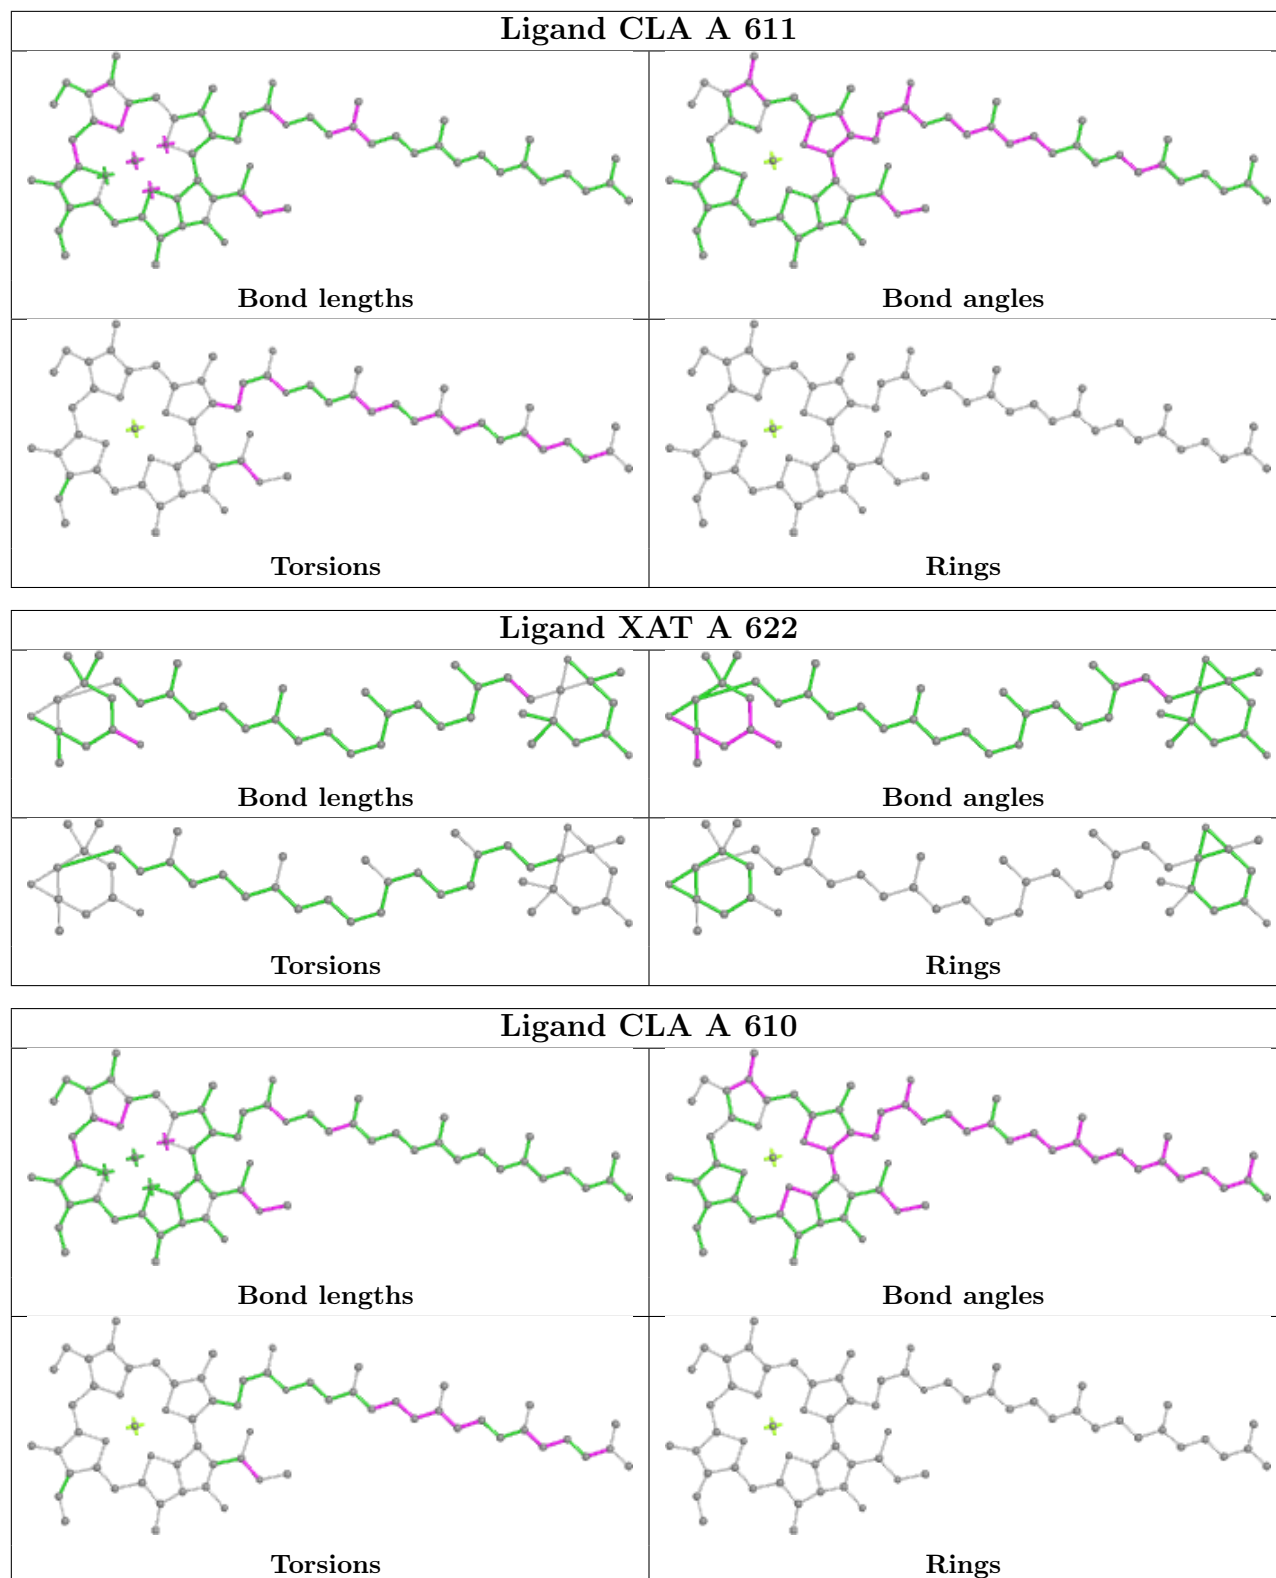 Ligand CLA A 611
Bond lengths
Bond angles
Torsions
Rings
Ligand XAT A 622
Bond lengths
Bond angles
Torsions
Rings
Ligand CLA A 610
Bond lengths
Bond angles
Torsions
Rings